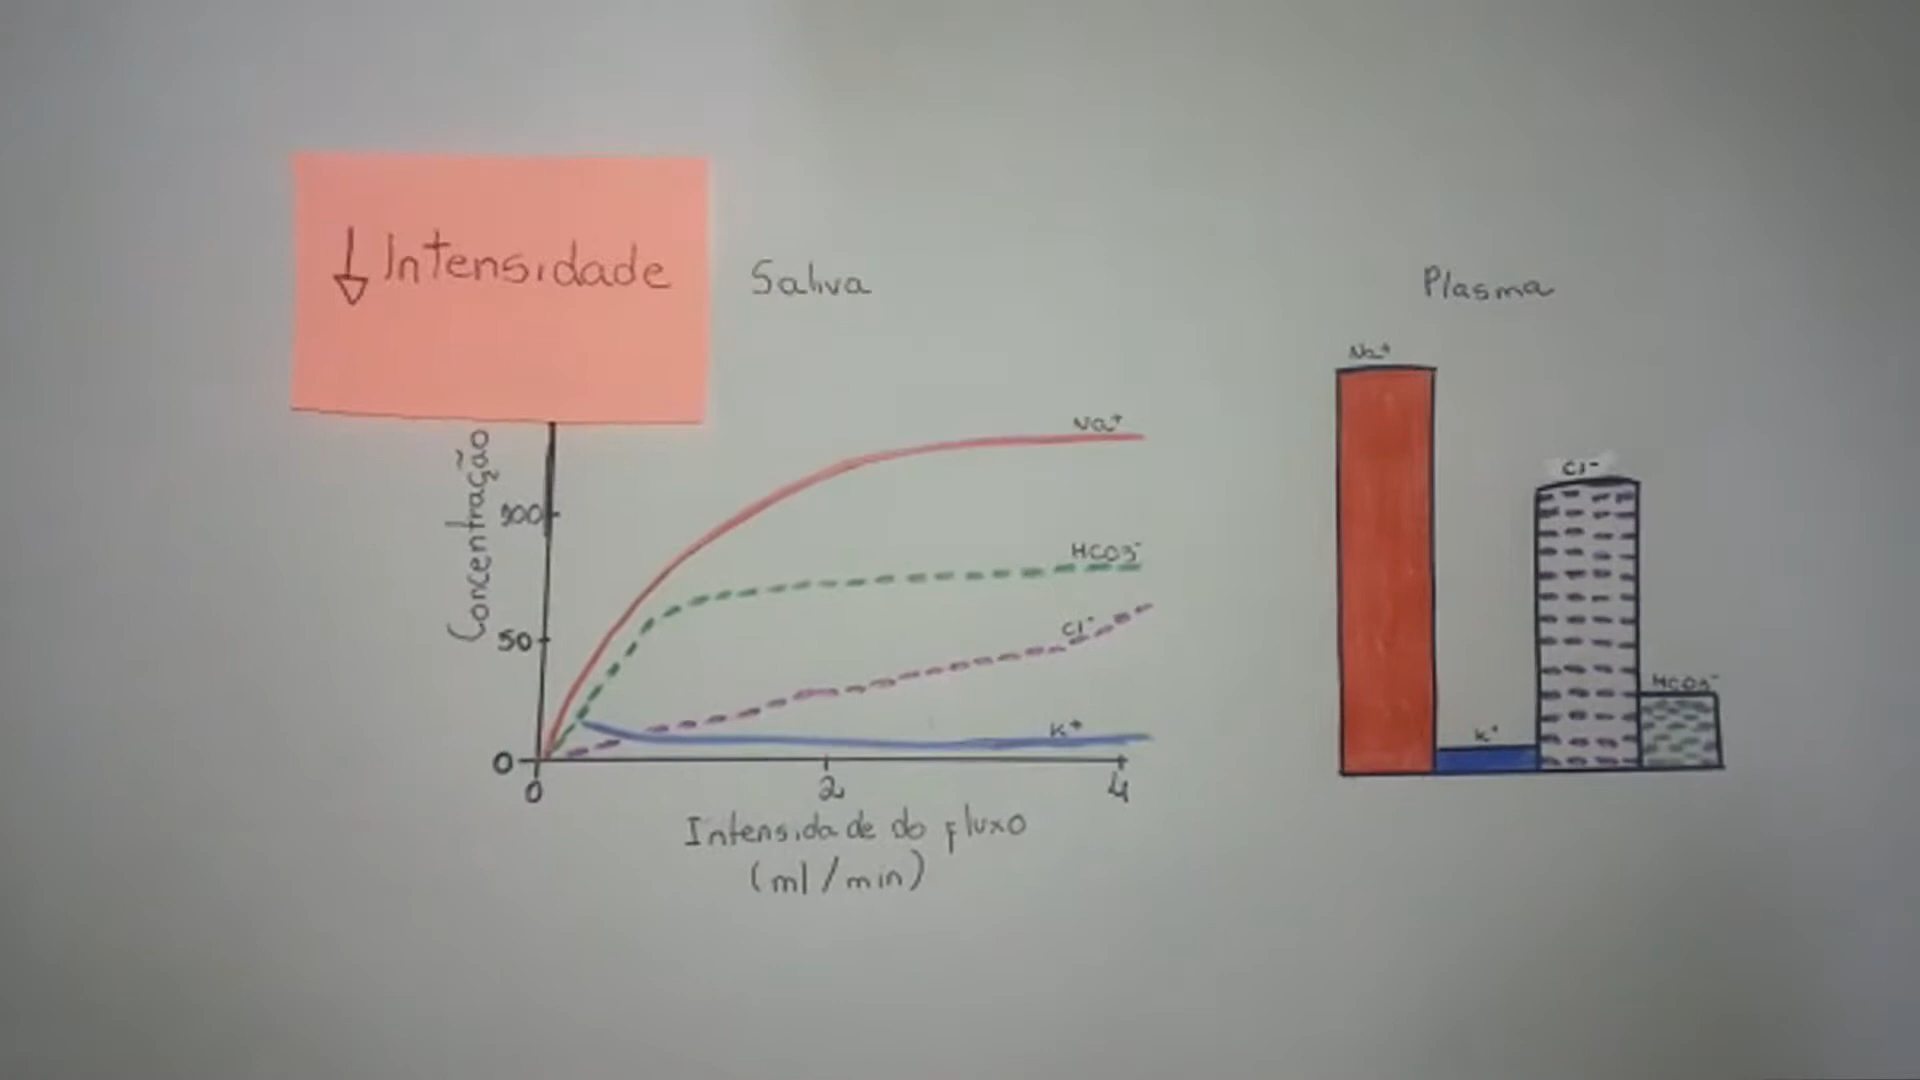 ↓ Intensidade
Saliva
Plasma
Concentração
100
50
0
0
2
4
Na+
HCO3-
Cl-
K+
Intensidade do fluxo
(ml/min)
Na+
K+
Cl-
HCO3-